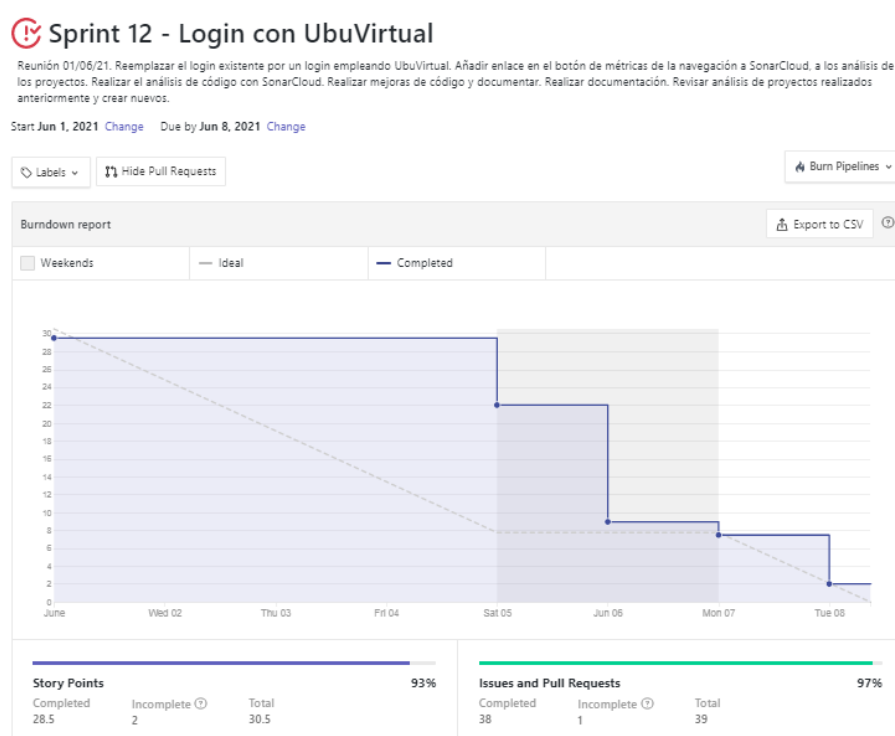 Sprint 12 - Login con UbuVirtual
Reunión 01/06/21. Reemplazar el login existente por un login empleando UbuVirtual. Añadir enlace en el botón de métricas de la navegación a SonarCloud, a los análisis de
los proyectos. Realizar el análisis de código con SonarCloud. Realizar mejoras de código y documentar. Realizar documentación. Revisar análisis de proyectos realizados
anteriormente y crear nuevos.
Start Jun 1, 2021 Change Due by Jun 8, 2021 Change
Labels Hide Pull Requests Burn Pipelines
Burndown report Export to CSV
Weekends Ideal Completed
30
28
26
24
22
20
18
16
14
12
10
8
6
4
2
0
June Wed 02 Thu 03 Fri 04 Sat 05 Jun 06 Mon 07 Tue 08
Story Points 93% Issues and Pull Requests 97%
Completed Incomplete Total Completed Incomplete Total
28.5 2 30.5 38 1 39